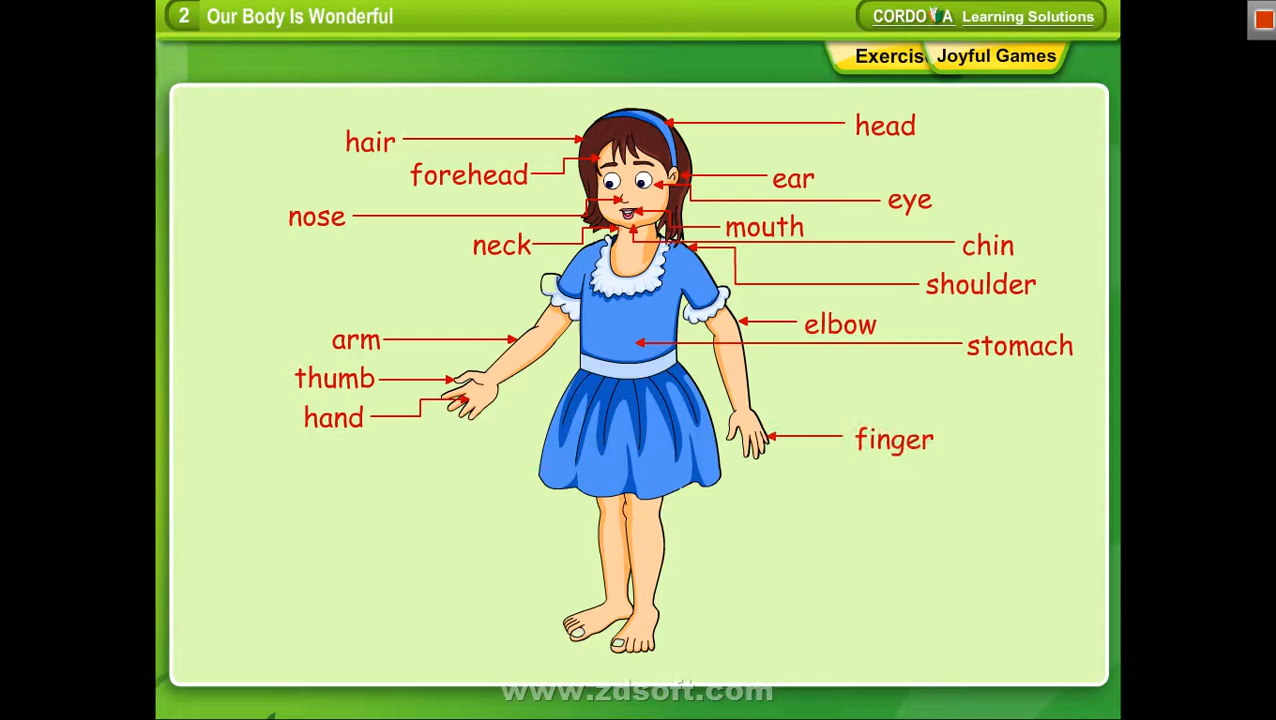 2 Our Body Is Wonderful
CORDOVA Learning Solutions
Exercis Joyful Games
hair
head
forehead
ear
eye
nose
mouth
neck
chin
shoulder
elbow
arm
stomach
thumb
hand
finger
www.zdsoft.com